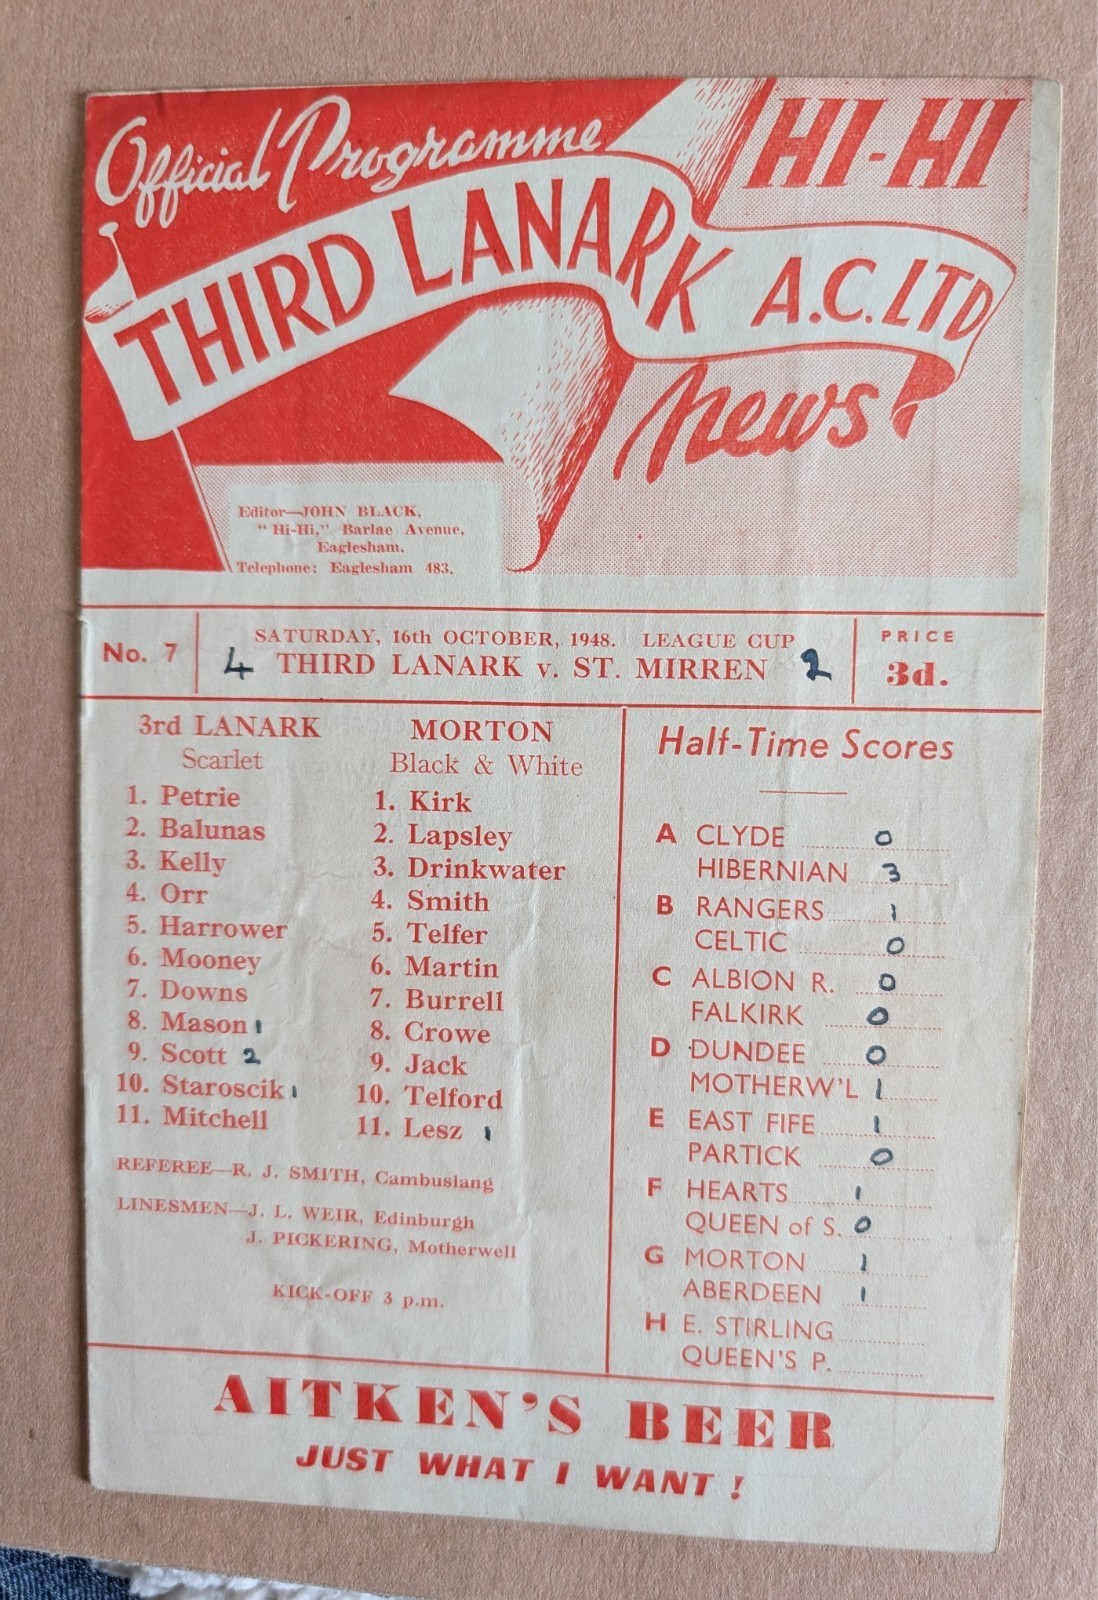 Official Programme
HI-HI
THIRD LANARK A.C. LTD
news
Editor—JOHN BLACK,
"Hi-Hi," Barlae Avenue,
Eaglesham.
Telephone: Eaglesham 483.
No. 7
SATURDAY, 16th OCTOBER, 1948. LEAGUE CUP
4 THIRD LANARK v. ST. MIRREN 2
PRICE
3d.
3rd LANARK
Scarlet
1. Petrie
2. Balunas
3. Kelly
4. Orr
5. Harrower
6. Mooney
7. Downs
8. Mason 1
9. Scott 2
10. Staroscik 1
11. Mitchell
MORTON
Black & White
1. Kirk
2. Lapsley
3. Drinkwater
4. Smith
5. Telfer
6. Martin
7. Burrell
8. Crowe
9. Jack
10. Telford
11. Lesz 1
REFEREE—R. J. SMITH, Cambuslang
LINESMEN—J. L. WEIR, Edinburgh
J. PICKERING, Motherwell
KICK-OFF 3 p.m.
Half-Time Scores
A CLYDE 0
HIBERNIAN 3
B RANGERS 1
CELTIC 0
C ALBION R. 0
FALKIRK 0
D DUNDEE 0
MOTHERW'L 1
E EAST FIFE 1
PARTICK 0
F HEARTS 1
QUEEN of S. 0
G MORTON 1
ABERDEEN 1
H E. STIRLING
QUEEN'S P.
AITKEN'S BEER
JUST WHAT I WANT !